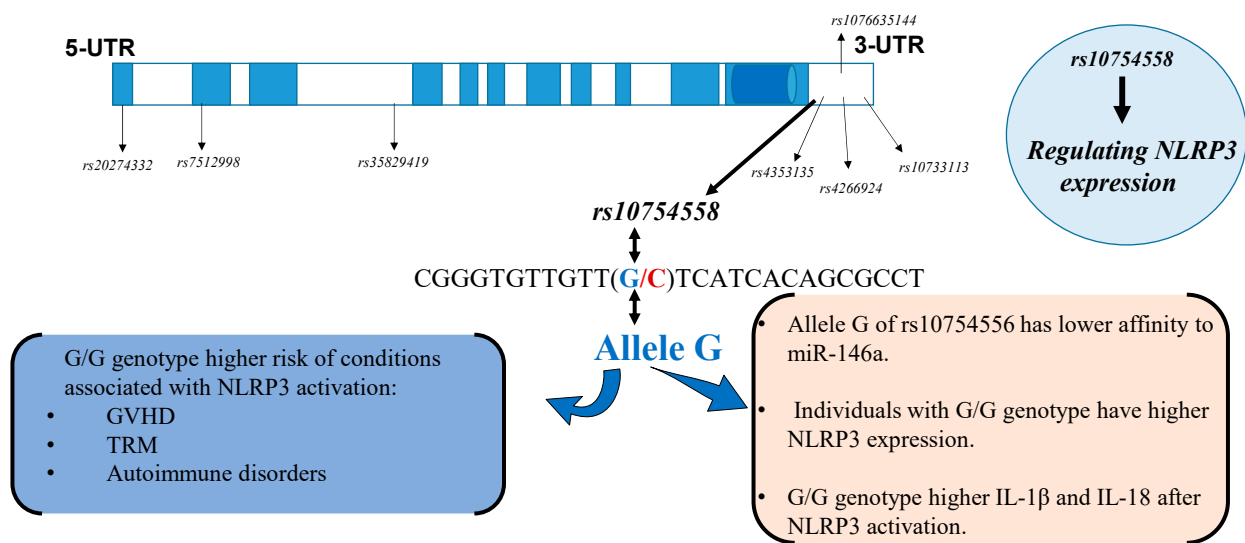 rs1076635144
5-UTR
3-UTR
rs20274332
rs7512998
rs35829419
rs4353135
rs4266924
rs10733113
rs10754558
Regulating NLRP3
expression
rs10754558
CGGGTGTTGTT(G/C)TCATCACAGCGCCT
Allele G
G/G genotype higher risk of conditions
associated with NLRP3 activation:
• GVHD
• TRM
• Autoimmune disorders
• Allele G of rs10754556 has lower affinity to
miR-146a.
• Individuals with G/G genotype have higher
NLRP3 expression.
• G/G genotype higher IL-1β and IL-18 after
NLRP3 activation.